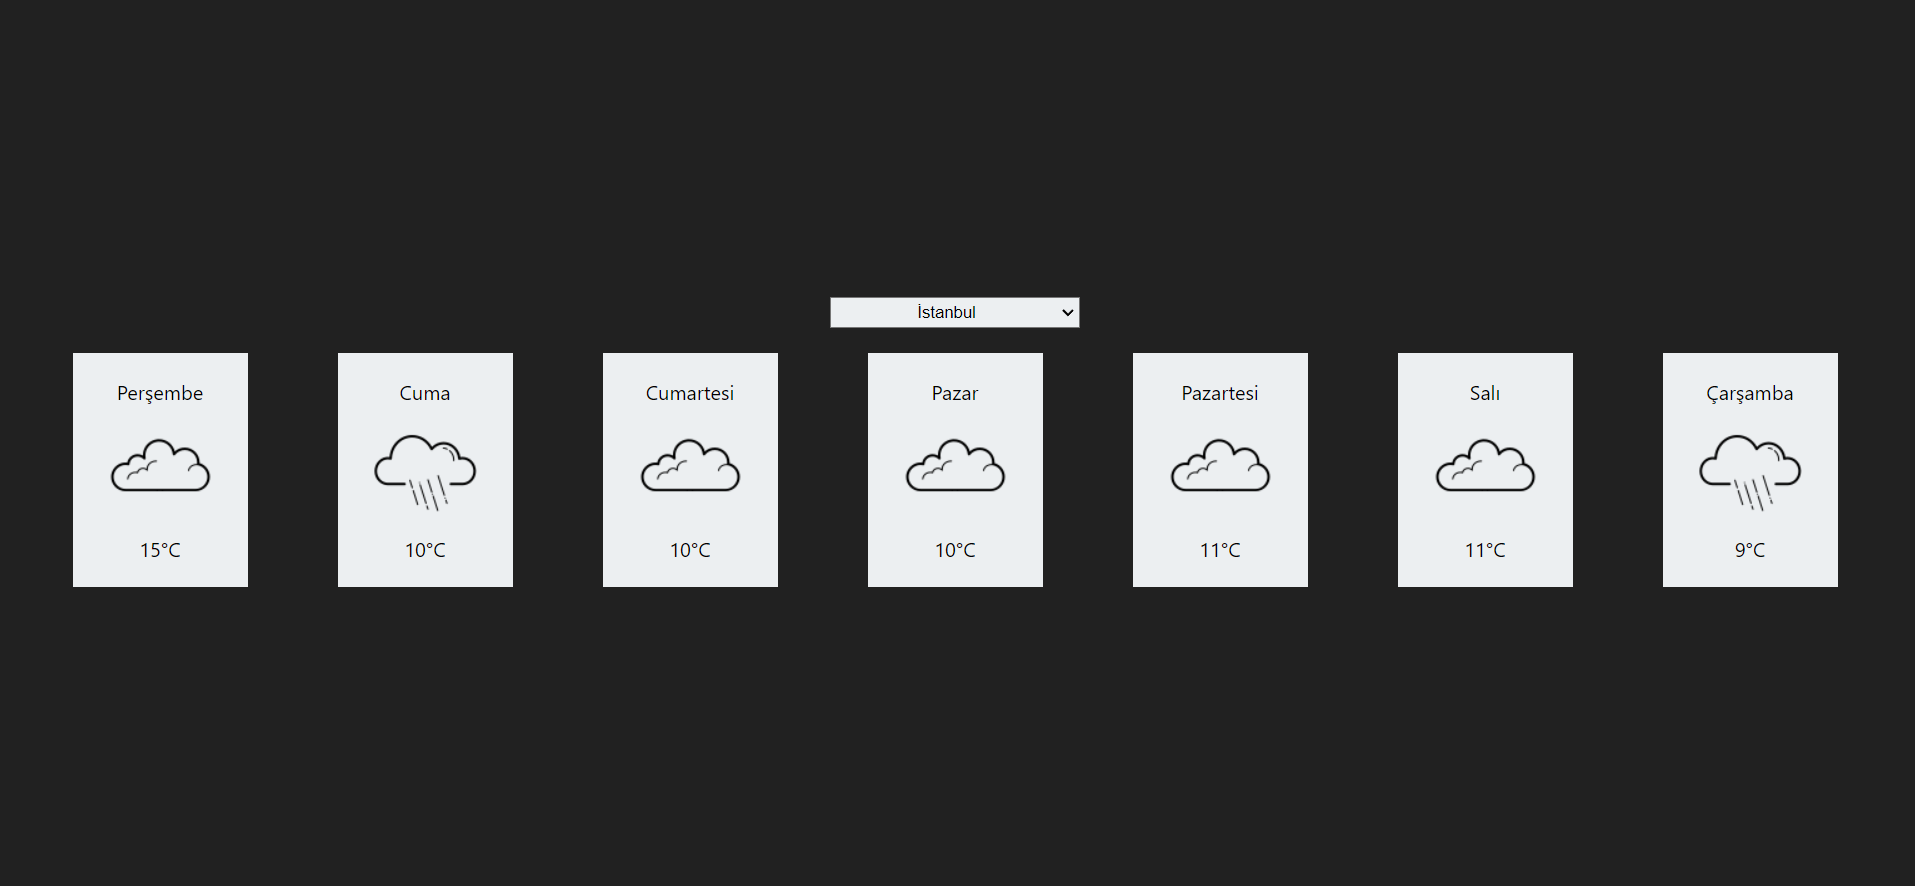 İstanbul
Perşembe
15°C
Cuma
10°C
Cumartesi
10°C
Pazar
10°C
Pazartesi
11°C
Salı
11°C
Çarşamba
9°C